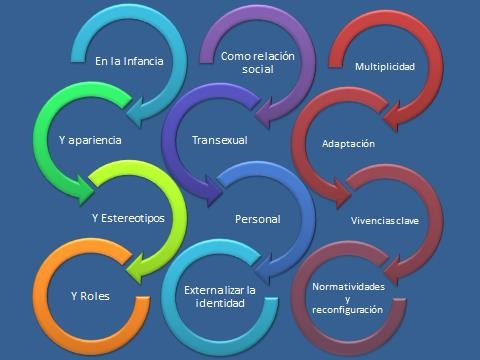 En la Infancia
Y apariencia
Y Estereotipos
Y Roles
Como relación
social
Transexual
Personal
Externalizar la
identidad
Multiplicidad
Adaptación
Vivencias clave
Normatividades
y
reconfiguración